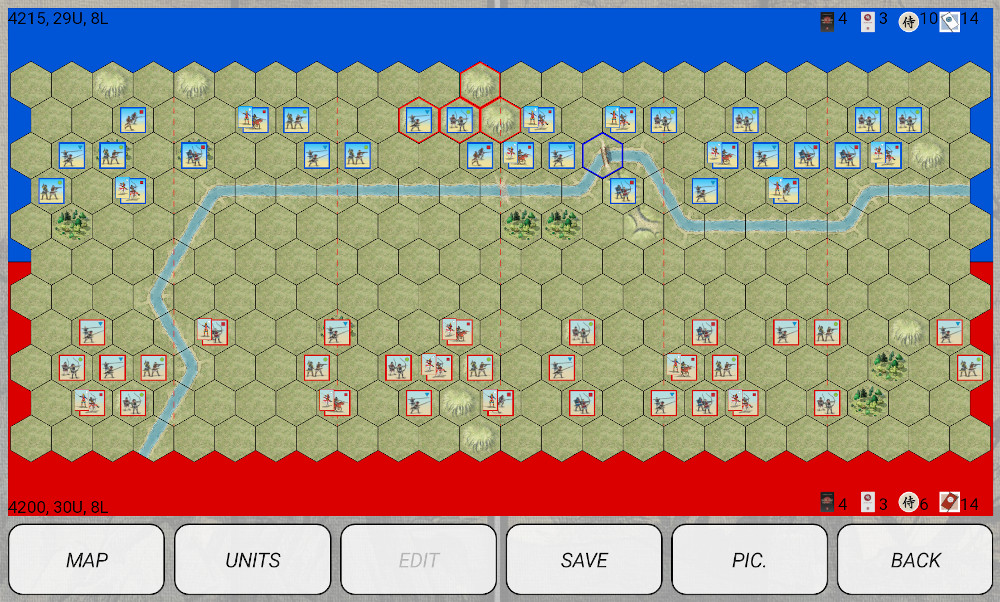 4215, 29U, 8L
4 3 侍 10 14
4200, 30U, 8L
4 3 侍 6 14
MAP UNITS EDIT SAVE PIC. BACK